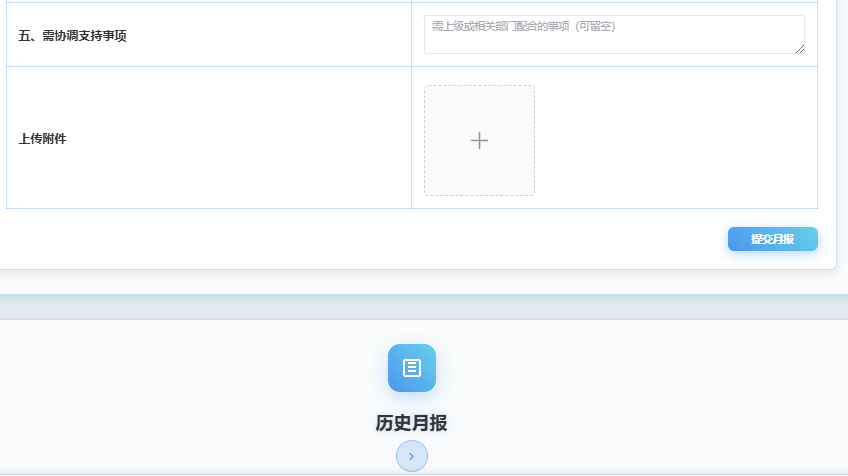 五、需协调支持事项
需上级或相关部门配合的事项（可留空）
上传附件
提交月报
历史月报